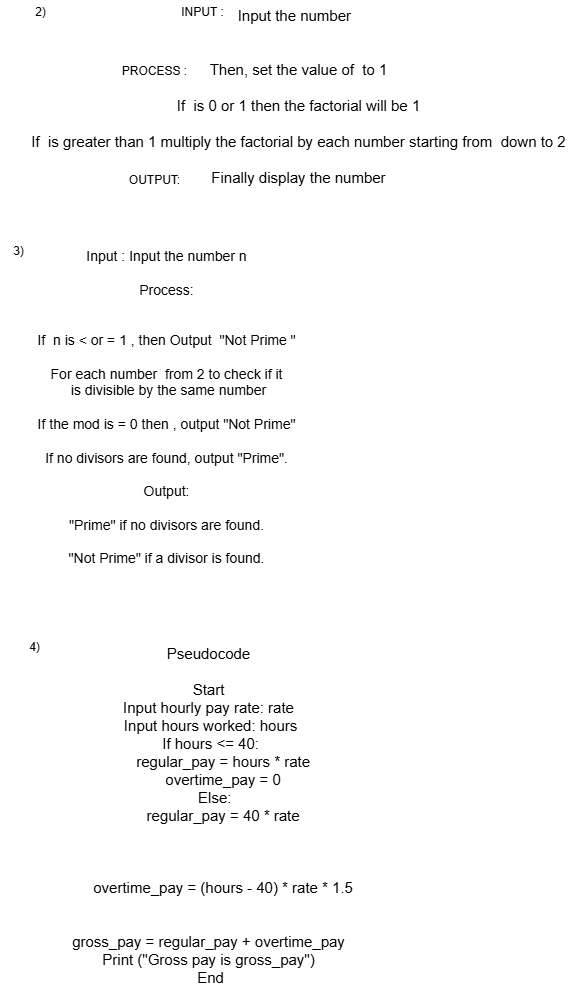 2) INPUT : Input the number
PROCESS : Then, set the value of to 1
If is 0 or 1 then the factorial will be 1
If is greater than 1 multiply the factorial by each number starting from down to 2
OUTPUT: Finally display the number
3) Input : Input the number n
Process:
If n is < or = 1 , then Output "Not Prime "
For each number from 2 to check if it
is divisible by the same number
If the mod is = 0 then , output "Not Prime"
If no divisors are found, output "Prime".
Output:
"Prime" if no divisors are found.
"Not Prime" if a divisor is found.
4) Pseudocode
Start
Input hourly pay rate: rate
Input hours worked: hours
If hours <= 40:
regular_pay = hours * rate
overtime_pay = 0
Else:
regular_pay = 40 * rate
overtime_pay = (hours - 40) * rate * 1.5
gross_pay = regular_pay + overtime_pay
Print ("Gross pay is gross_pay")
End